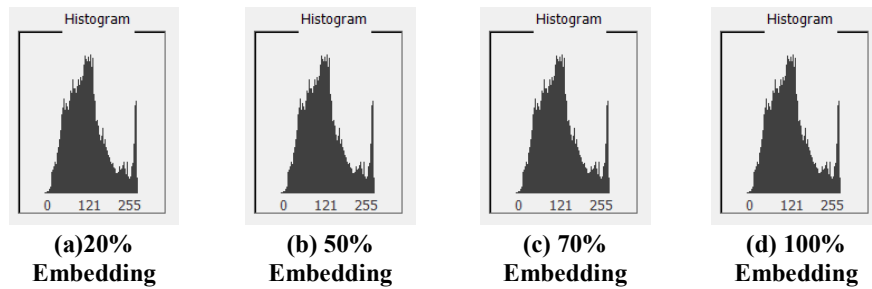 Histogram
0 121 255
(a)20%
Embedding
Histogram
0 121 255
(b) 50%
Embedding
Histogram
0 121 255
(c) 70%
Embedding
Histogram
0 121 255
(d) 100%
Embedding